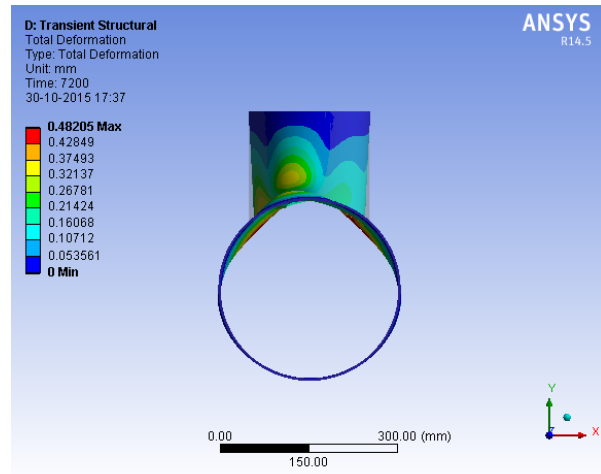 D: Transient Structural
Total Deformation
Type: Total Deformation
Unit: mm
Time: 7200
30-10-2015 17:37
ANSYS
R14.5
0.48205 Max
0.42849
0.37493
0.32137
0.26781
0.21424
0.16068
0.10712
0.053561
0 Min
0.00
300.00 (mm)
150.00
Y
Z
X